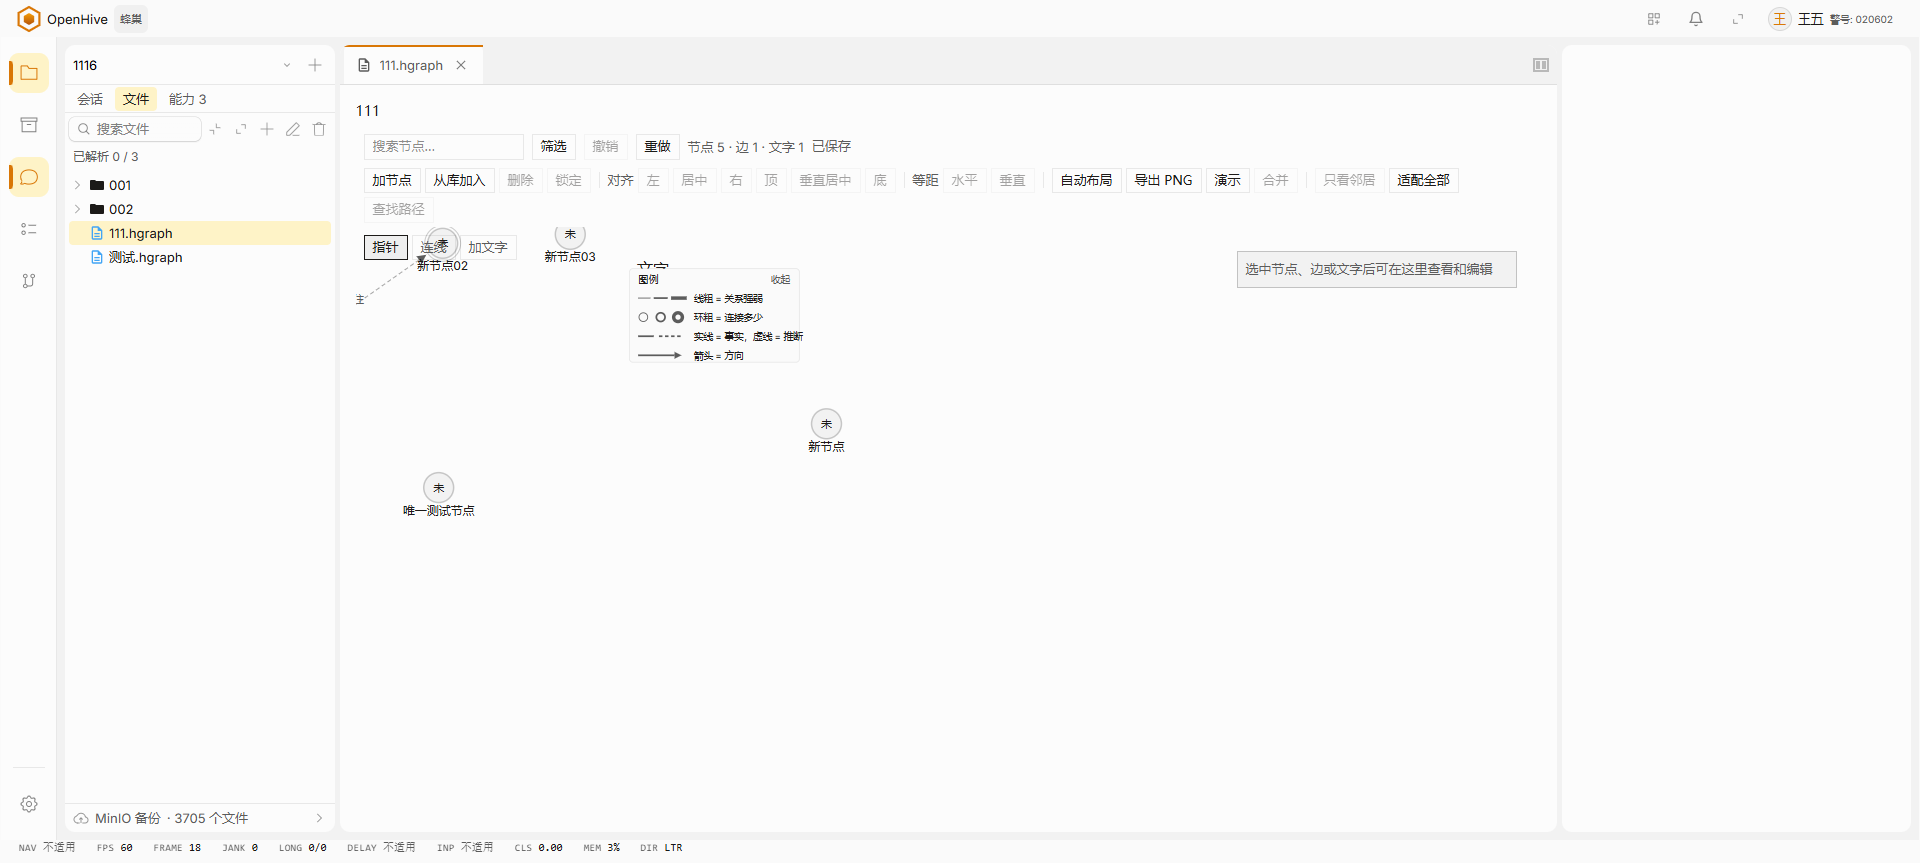 OpenHive 蜂巢
王 王五 警号: 020602
1116
会话 文件 能力 3
搜索文件
已解析 0 / 3
001
002
111.hgraph
测试.hgraph
MinIO 备份 · 3705 个文件
111.hgraph
111
搜索节点... 筛选 撤销 重做 节点 5 · 边 1 · 文字 1 已保存
加节点 从库加入 删除 锁定 对齐 左 居中 右 顶 垂直居中 底 等距 水平 垂直 自动布局 导出 PNG 演示 合并 只看邻居 适配全部
查找路径
指针 连线 加文字
未
新节点02
未
新节点03
主
文字
图例 收起
线粗 = 关系强弱
环粗 = 连接多少
实线 = 事实，虚线 = 推断
箭头 = 方向
未
新节点
未
唯一测试节点
选中节点、边或文字后可在这里查看和编辑
NAV 不适用 FPS 60 FRAME 18 JANK 0 LONG 0/0 DELAY 不适用 INP 不适用 CLS 0.00 MEM 3% DIR LTR